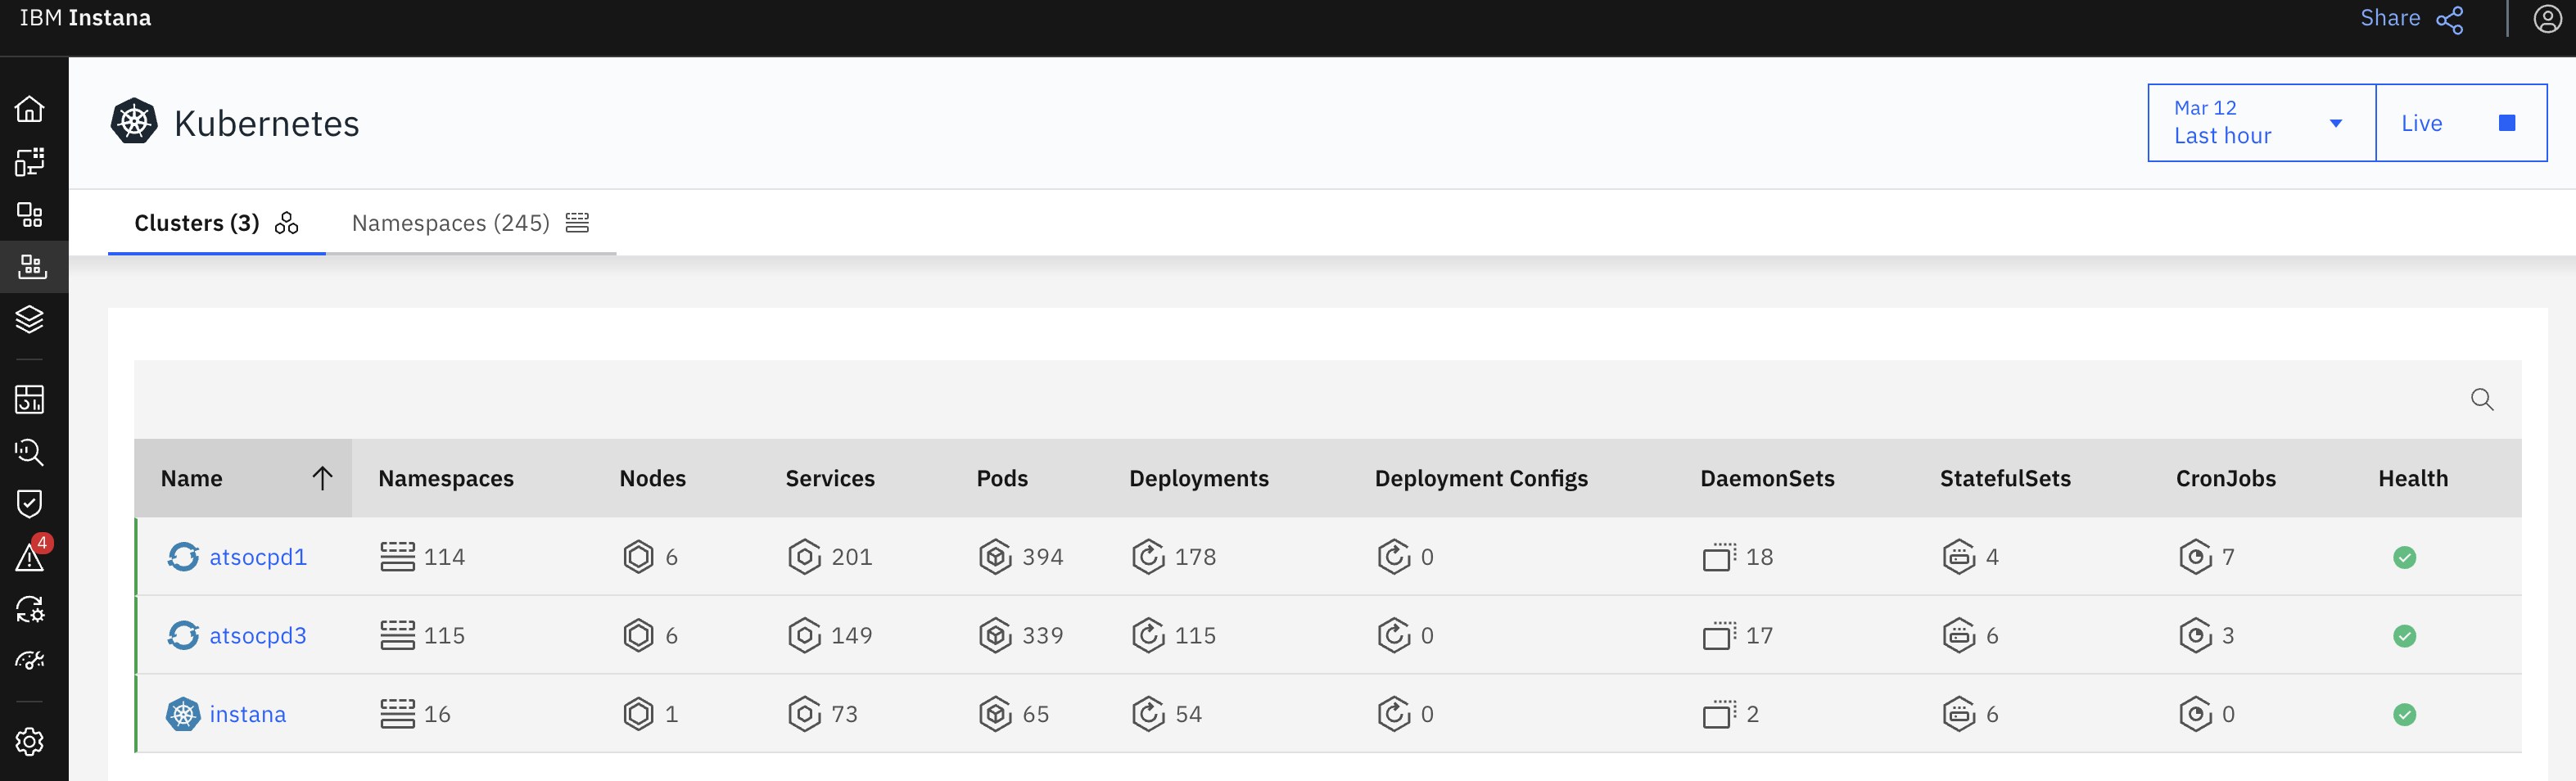 IBM Instana
Share
Kubernetes
Mar 12
Last hour
Live
Clusters (3) Namespaces (245)
Name Namespaces Nodes Services Pods Deployments Deployment Configs DaemonSets StatefulSets CronJobs Health
atsocpd1 114 6 201 394 178 0 18 4 7
atsocpd3 115 6 149 339 115 0 17 6 3
instana 16 1 73 65 54 0 2 6 0
4